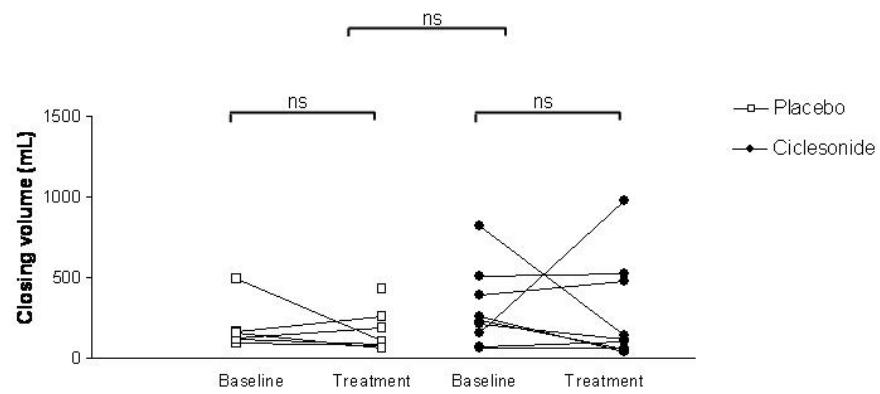 ns
ns
ns
1500
1000
500
0
Closing volume (mL)
Baseline
Treatment
Baseline
Treatment
Placebo
Ciclesonide